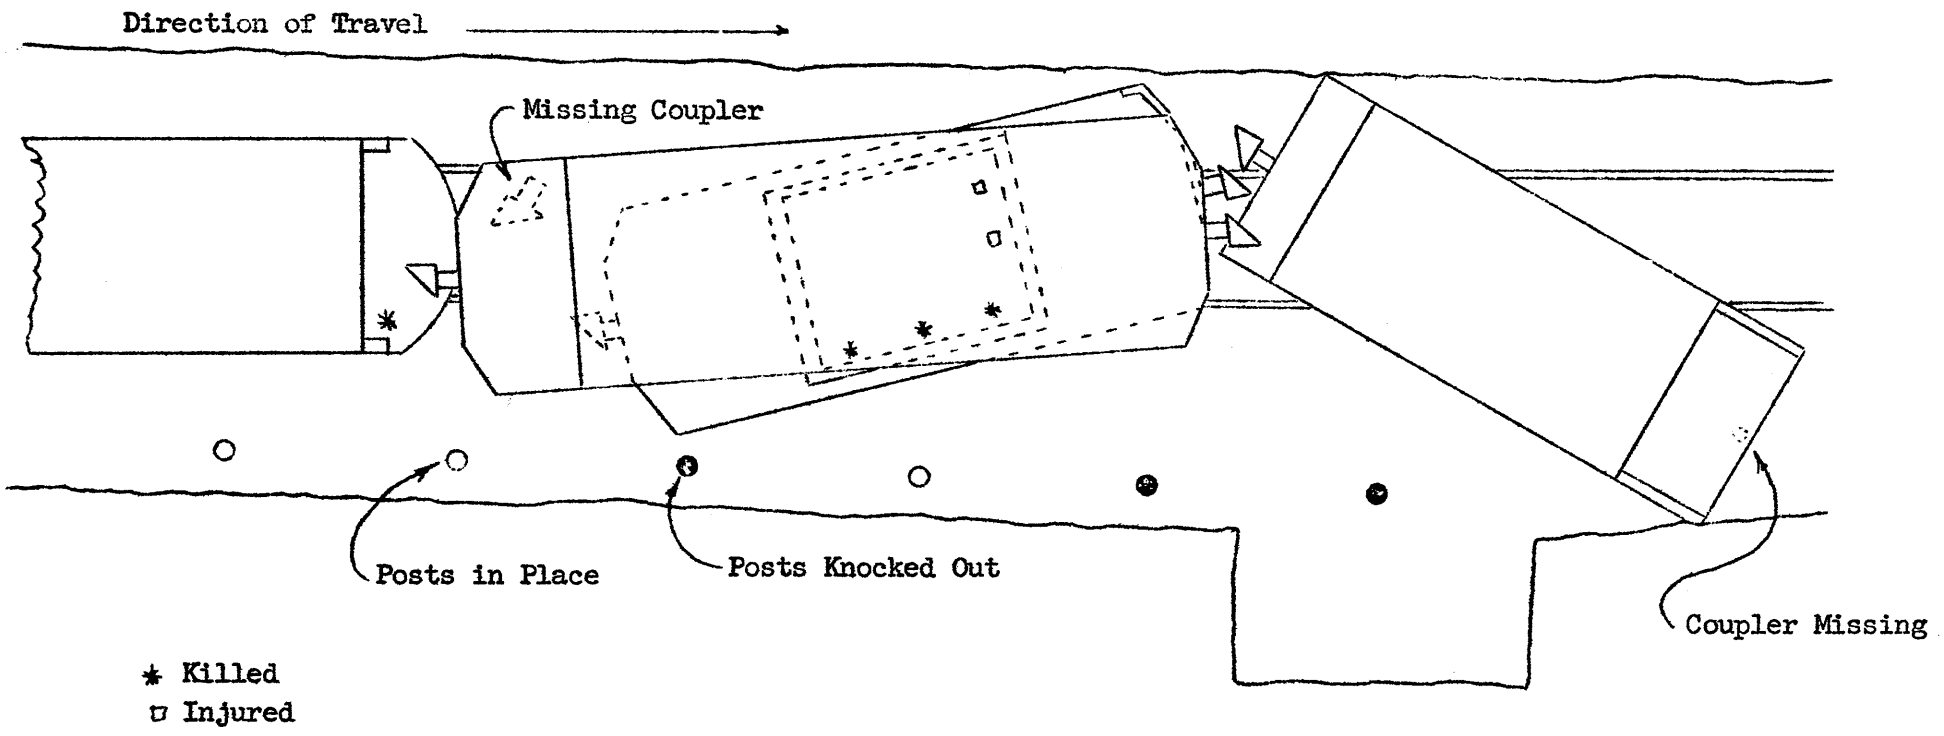 Direction of Travel
Missing Coupler
Posts in Place
Posts Knocked Out
Coupler Missing
Killed
Injured